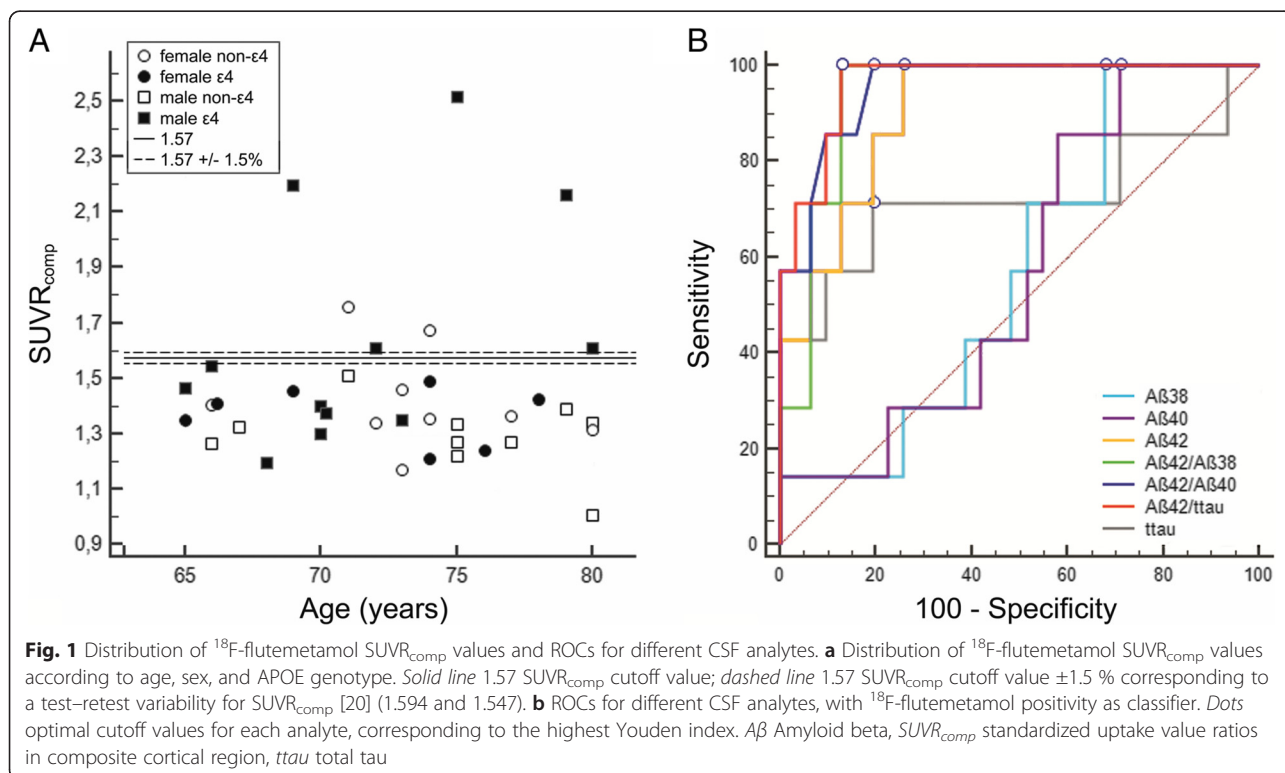 A
female non-ε4
female ε4
male non-ε4
male ε4
1.57
1.57 +/- 1.5%
2,5
2,3
2,1
1,9
1,7
1,5
1,3
1,1
0,9
SUVRcomp
65 70 75 80
Age (years)
B
100
80
60
40
20
0
Sensitivity
Aß38
Aß40
Aß42
Aß42/Aß38
Aß42/Aß40
Aß42/ttau
ttau
0 20 40 60 80 100
100 - Specificity
Fig. 1 Distribution of 18F-flutemetamol SUVRcomp values and ROCs for different CSF analytes. a Distribution of 18F-flutemetamol SUVRcomp values
according to age, sex, and APOE genotype. Solid line 1.57 SUVRcomp cutoff value; dashed line 1.57 SUVRcomp cutoff value ±1.5 % corresponding to
a test–retest variability for SUVRcomp [20] (1.594 and 1.547). b ROCs for different CSF analytes, with 18F-flutemetamol positivity as classifier. Dots
optimal cutoff values for each analyte, corresponding to the highest Youden index. Aβ Amyloid beta, SUVRcomp standardized uptake value ratios
in composite cortical region, ttau total tau